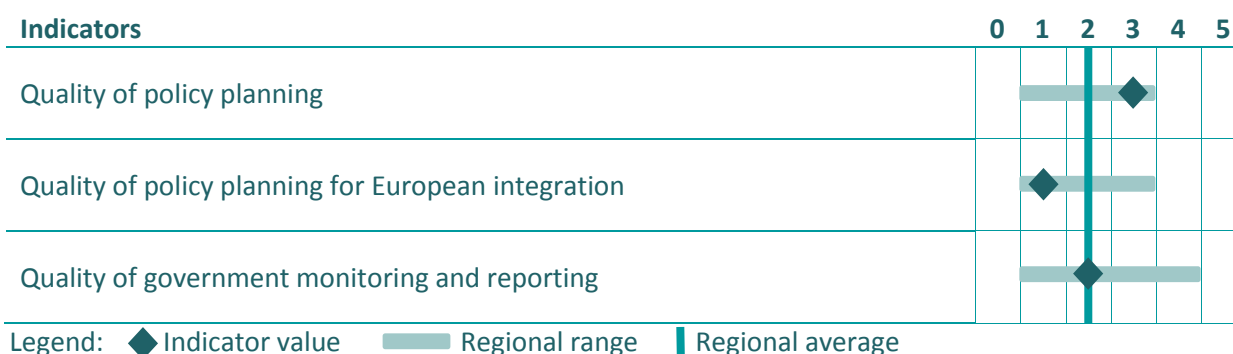 Indicators 0 1 2 3 4 5
Quality of policy planning
Quality of policy planning for European integration
Quality of government monitoring and reporting
Legend: Indicator value Regional range Regional average